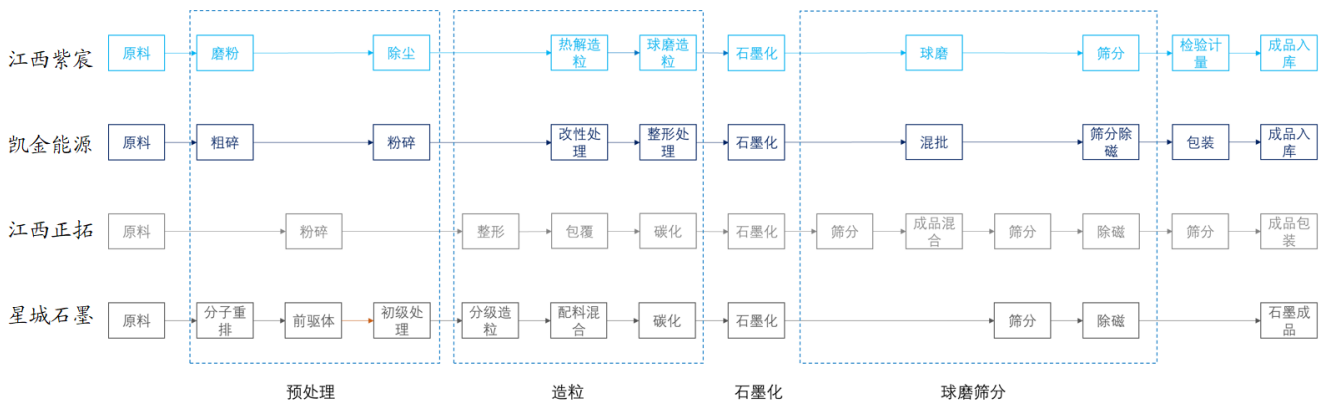 江西紫宸
原料
磨粉
除尘
热解造
粒
球磨造
粒
石墨化
球磨
筛分
检验计
量
成品入
库
凯金能源
原料
粗碎
粉碎
改性处
理
整形处
理
石墨化
混批
筛分除
磁
包装
成品入
库
江西正拓
原料
粉碎
整形
包覆
碳化
石墨化
筛分
成品混
合
筛分
除磁
筛分
成品包
装
星城石墨
原料
分子重
排
前驱体
初级处
理
分级造
粒
配料混
合
碳化
石墨化
筛分
除磁
石墨成
品
预处理
造粒
石墨化
球磨筛分